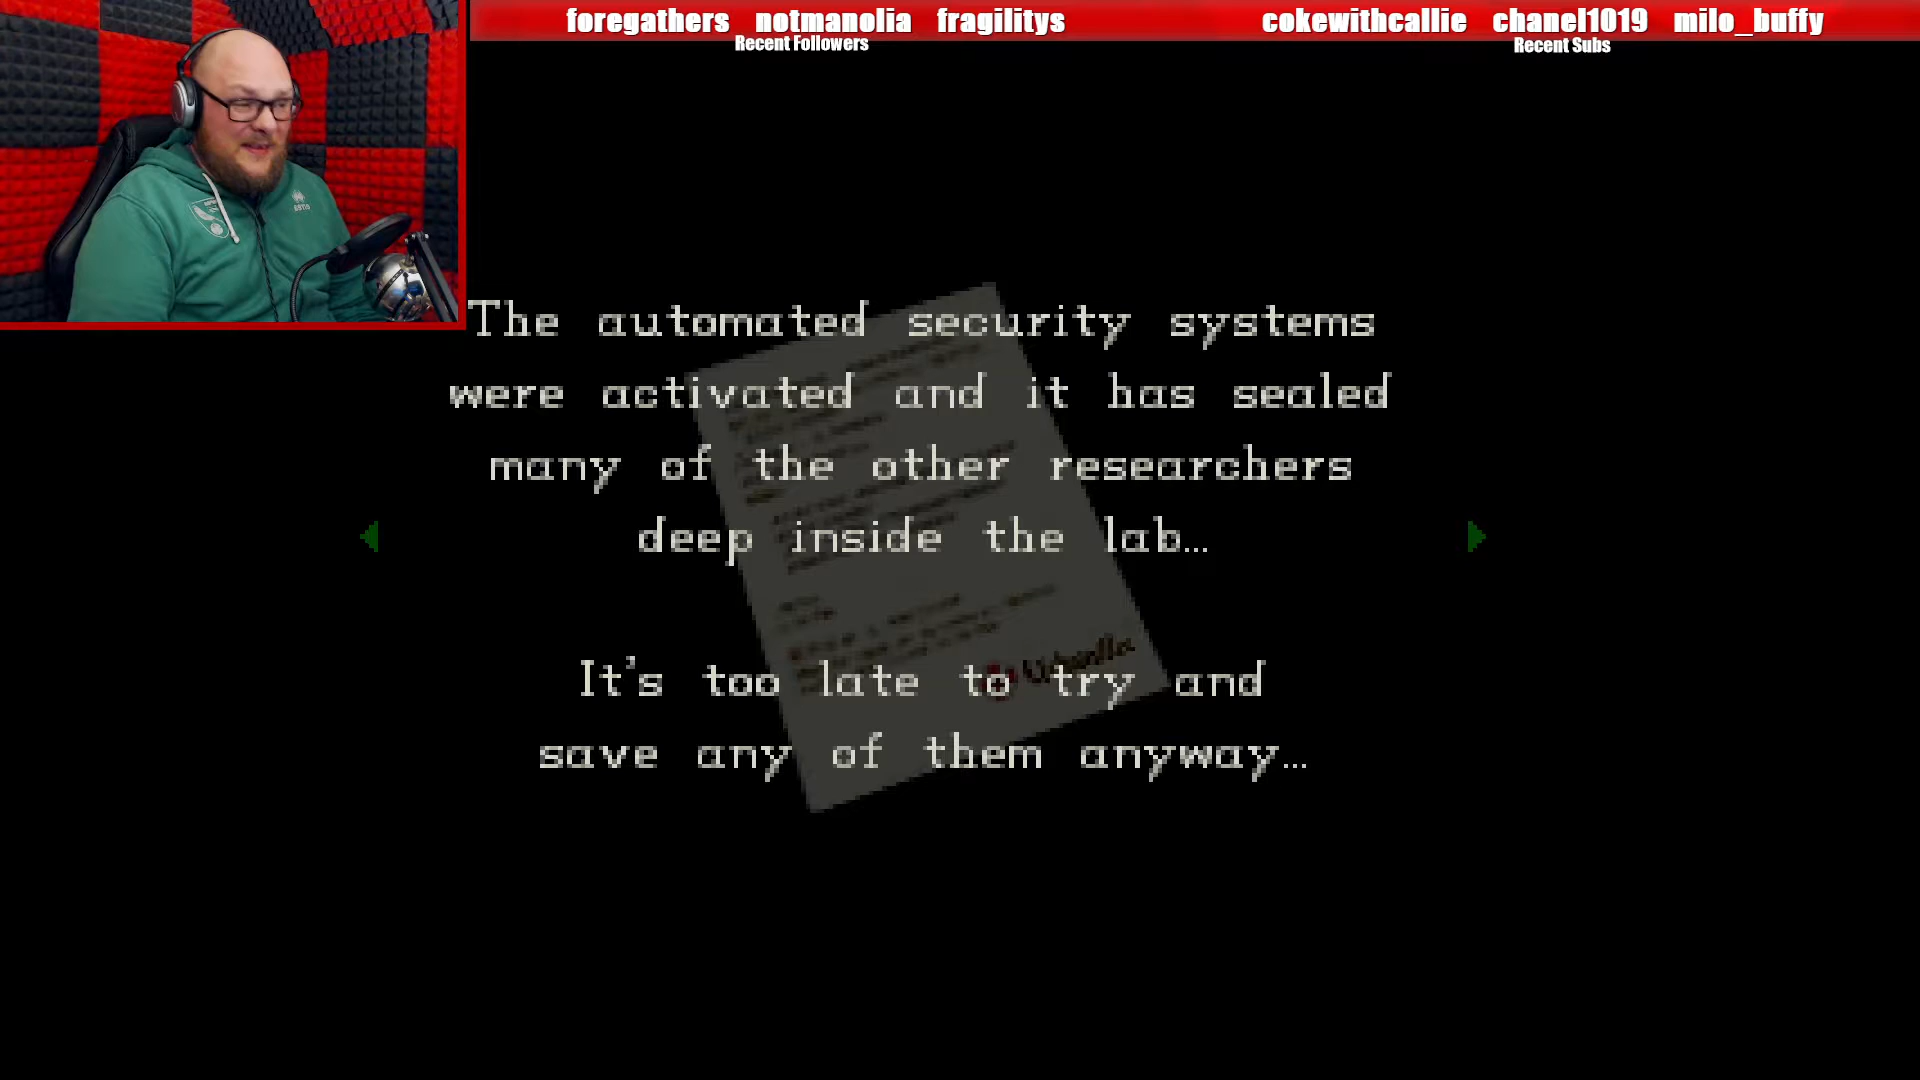 foregathers notmanolia fragilitys
Recent Followers
cokewithcallie chanel1019 milo_buffy
Recent Subs
The automated security systems
were activated and it has sealed
many of the other researchers
deep inside the lab…
It's too late to try and
save any of them anyway…